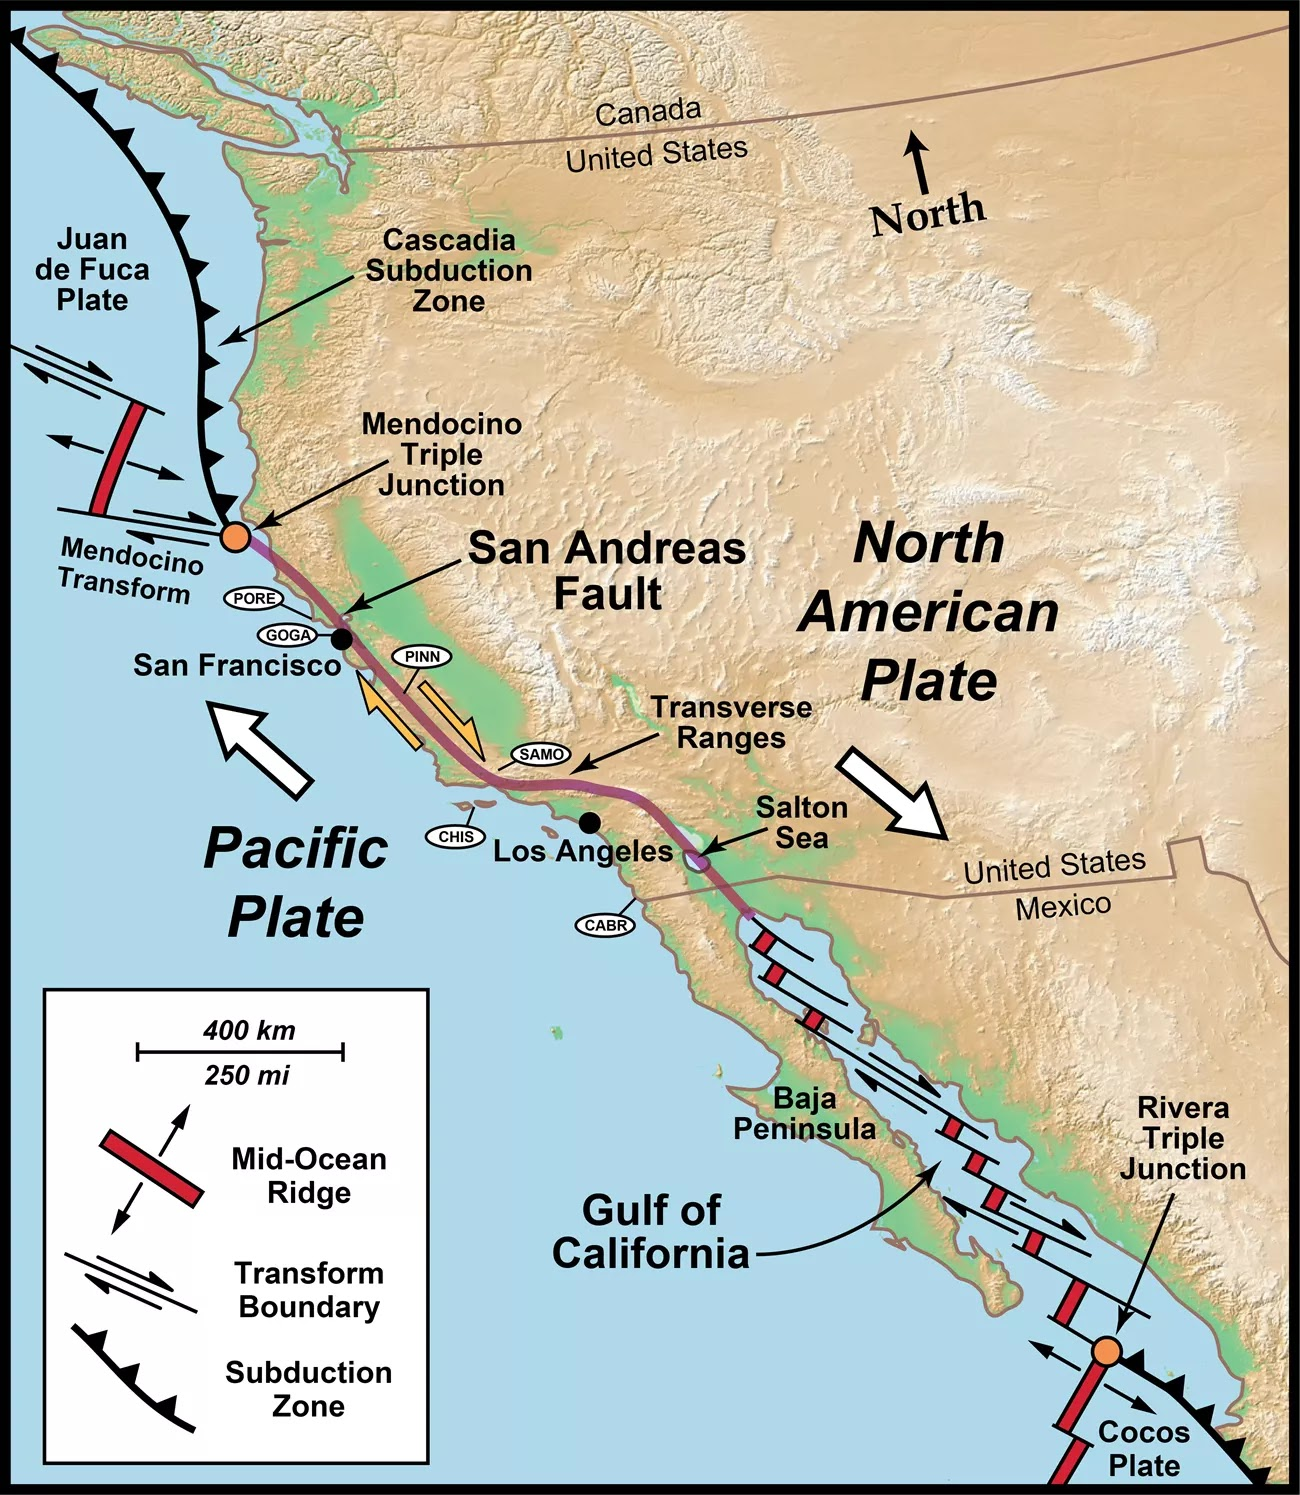 Canada
United States
North
Juan
de Fuca
Plate
Cascadia
Subduction
Zone
Mendocino
Triple
Junction
San Andreas
Fault
North
American
Plate
Mendocino
Transform
PORE
GOGA
San Francisco
PINN
Transverse
Ranges
SAMO
Salton
Sea
CHIS
Los Angeles
Pacific
Plate
United States
Mexico
CABR
400 km
250 mi
Mid-Ocean
Ridge
Transform
Boundary
Subduction
Zone
Baja
Peninsula
Rivera
Triple
Junction
Gulf of
California
Cocos
Plate